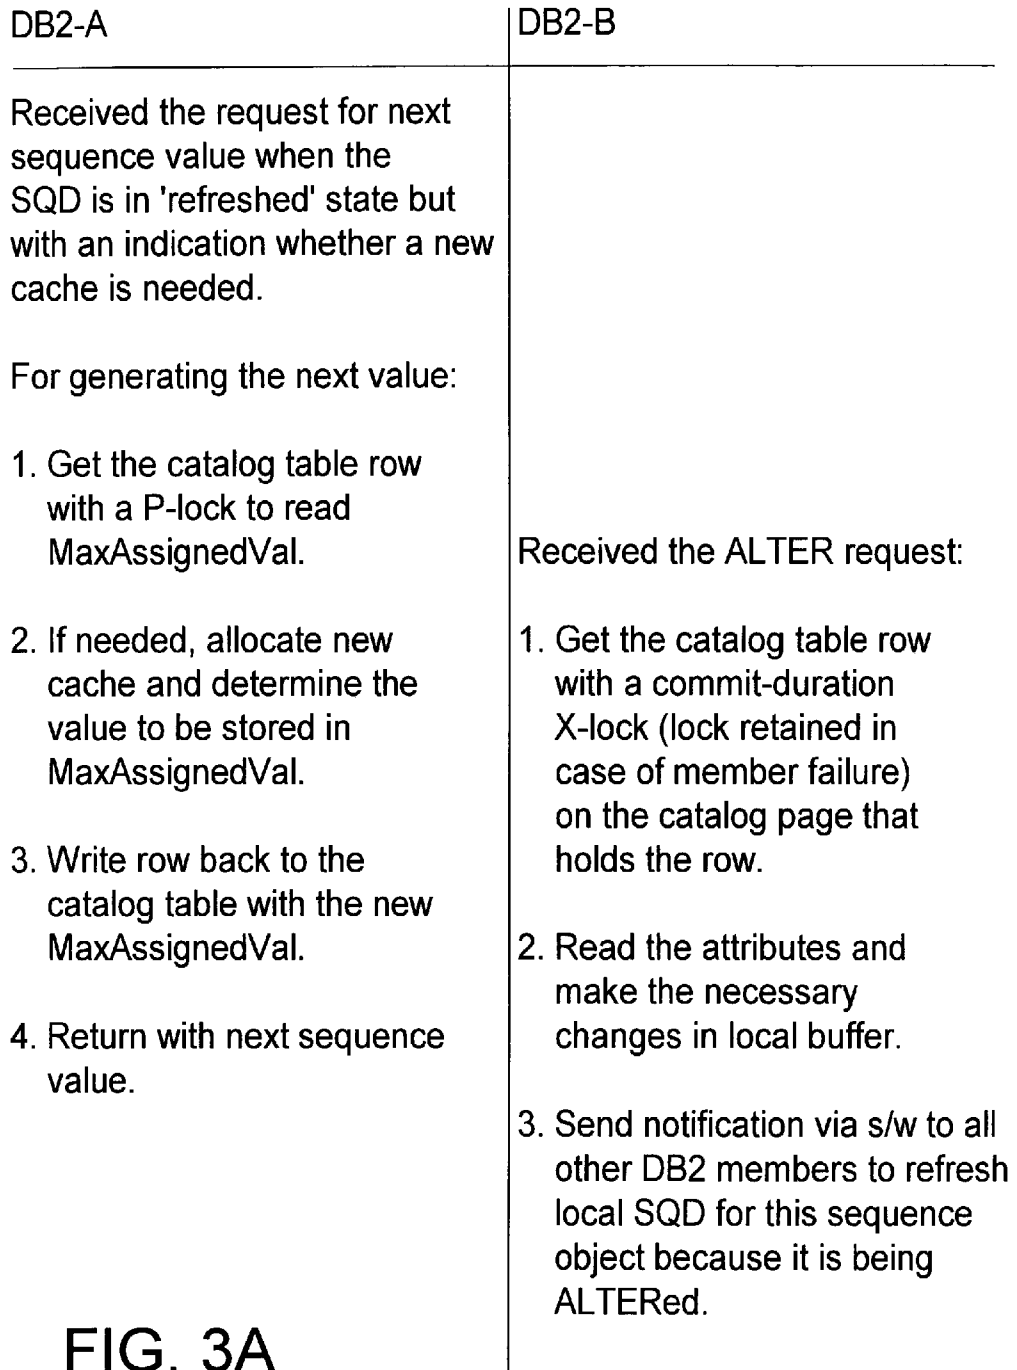 DB2-A
Received the request for next
sequence value when the
SQD is in 'refreshed' state but
with an indication whether a new
cache is needed.
For generating the next value:
1. Get the catalog table row
with a P-lock to read
MaxAssignedVal.
2. If needed, allocate new
cache and determine the
value to be stored in
MaxAssignedVal.
3. Write row back to the
catalog table with the new
MaxAssignedVal.
4. Return with next sequence
value.
DB2-B
Received the ALTER request:
1. Get the catalog table row
with a commit-duration
X-lock (lock retained in
case of member failure)
on the catalog page that
holds the row.
2. Read the attributes and
make the necessary
changes in local buffer.
3. Send notification via s/w to all
other DB2 members to refresh
local SQD for this sequence
object because it is being
ALTERed.
FIG. 3A